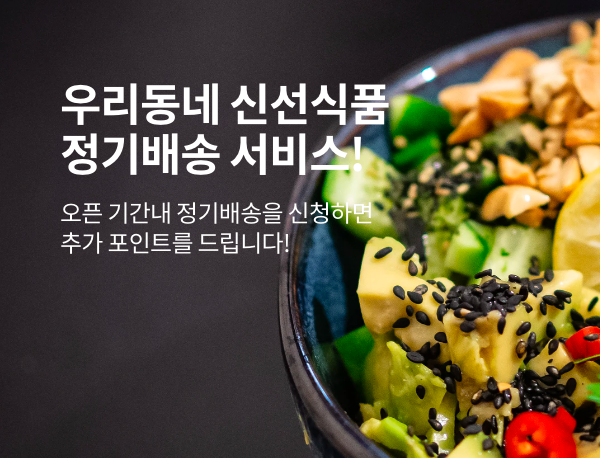 우리동네 신선식품
정기배송 서비스!
오픈 기간내 정기배송을 신청하면
추가 포인트를 드립니다!